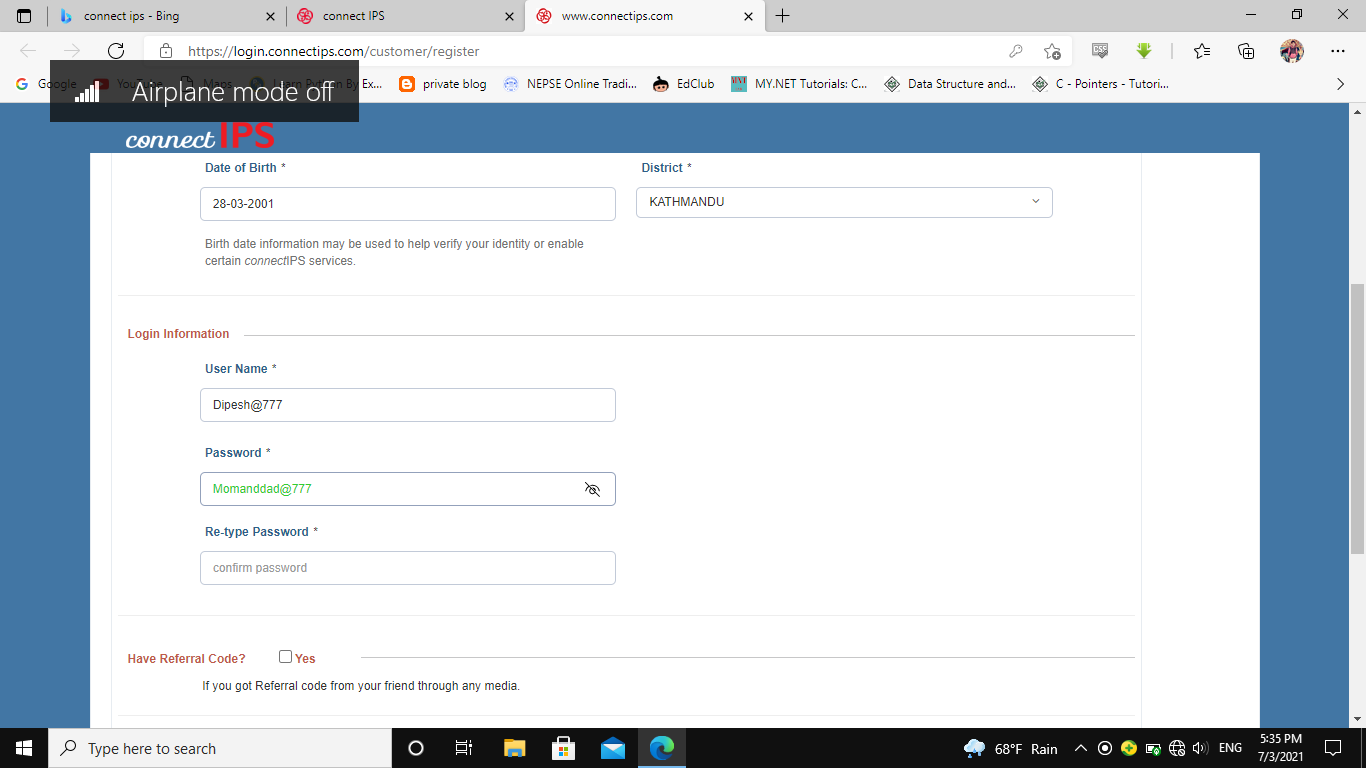 connect ips - Bing
connect IPS
www.connectips.com
https://login.connectips.com/customer/register
Google
Ex...
private blog
NEPSE Online Tradi...
EdClub
MY.NET Tutorials: C...
Data Structure and...
C - Pointers - Tutori...
Airplane mode off
connect IPS
Date of Birth *
District *
28-03-2001
KATHMANDU
Birth date information may be used to help verify your identity or enable
certain connectIPS services.
Login Information
User Name *
Dipesh@777
Password *
Momanddad@777
Re-type Password *
confirm password
Have Referral Code?
Yes
If you got Referral code from your friend through any media.
Type here to search
68°F Rain
ENG
5:35 PM
7/3/2021